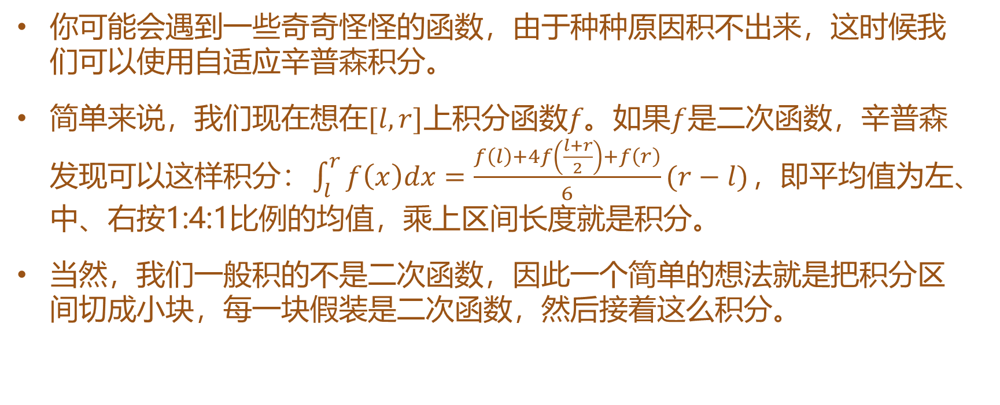 • 你可能会遇到一些奇奇怪怪的函数，由于种种原因积不出来，这时候我
们可以使用自适应辛普森积分。
• 简单来说，我们现在想在[l, r]上积分函数f。如果f是二次函数，辛普森
发现可以这样积分：∫_l^r f(x)dx = \frac{f(l)+4f(\frac{l+r}{2})+f(r)}{6}(r − l)，即平均值为左、
中、右按1:4:1比例的均值，乘上区间长度就是积分。
• 当然，我们一般积的不是二次函数，因此一个简单的想法就是把积分区
间切成小块，每一块假装是二次函数，然后接着这么积分。